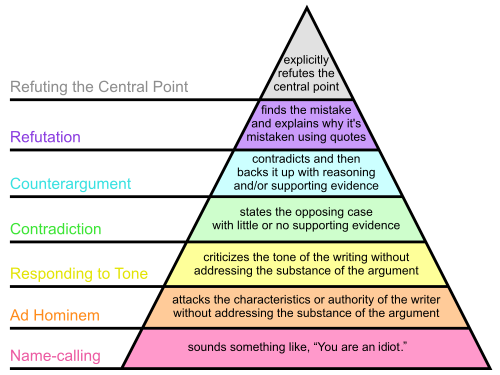 explicitly
refutes the
central point
Refuting the Central Point
finds the mistake
and explains why it's
mistaken using quotes
Refutation
contradicts and then
backs it up with reasoning
and/or supporting evidence
Counterargument
states the opposing case
with little or no supporting evidence
Contradiction
criticizes the tone of the writing without
addressing the substance of the argument
Responding to Tone
attacks the characteristics or authority of the writer
without addressing the substance of the argument
Ad Hominem
sounds something like, “You are an idiot.”
Name-calling